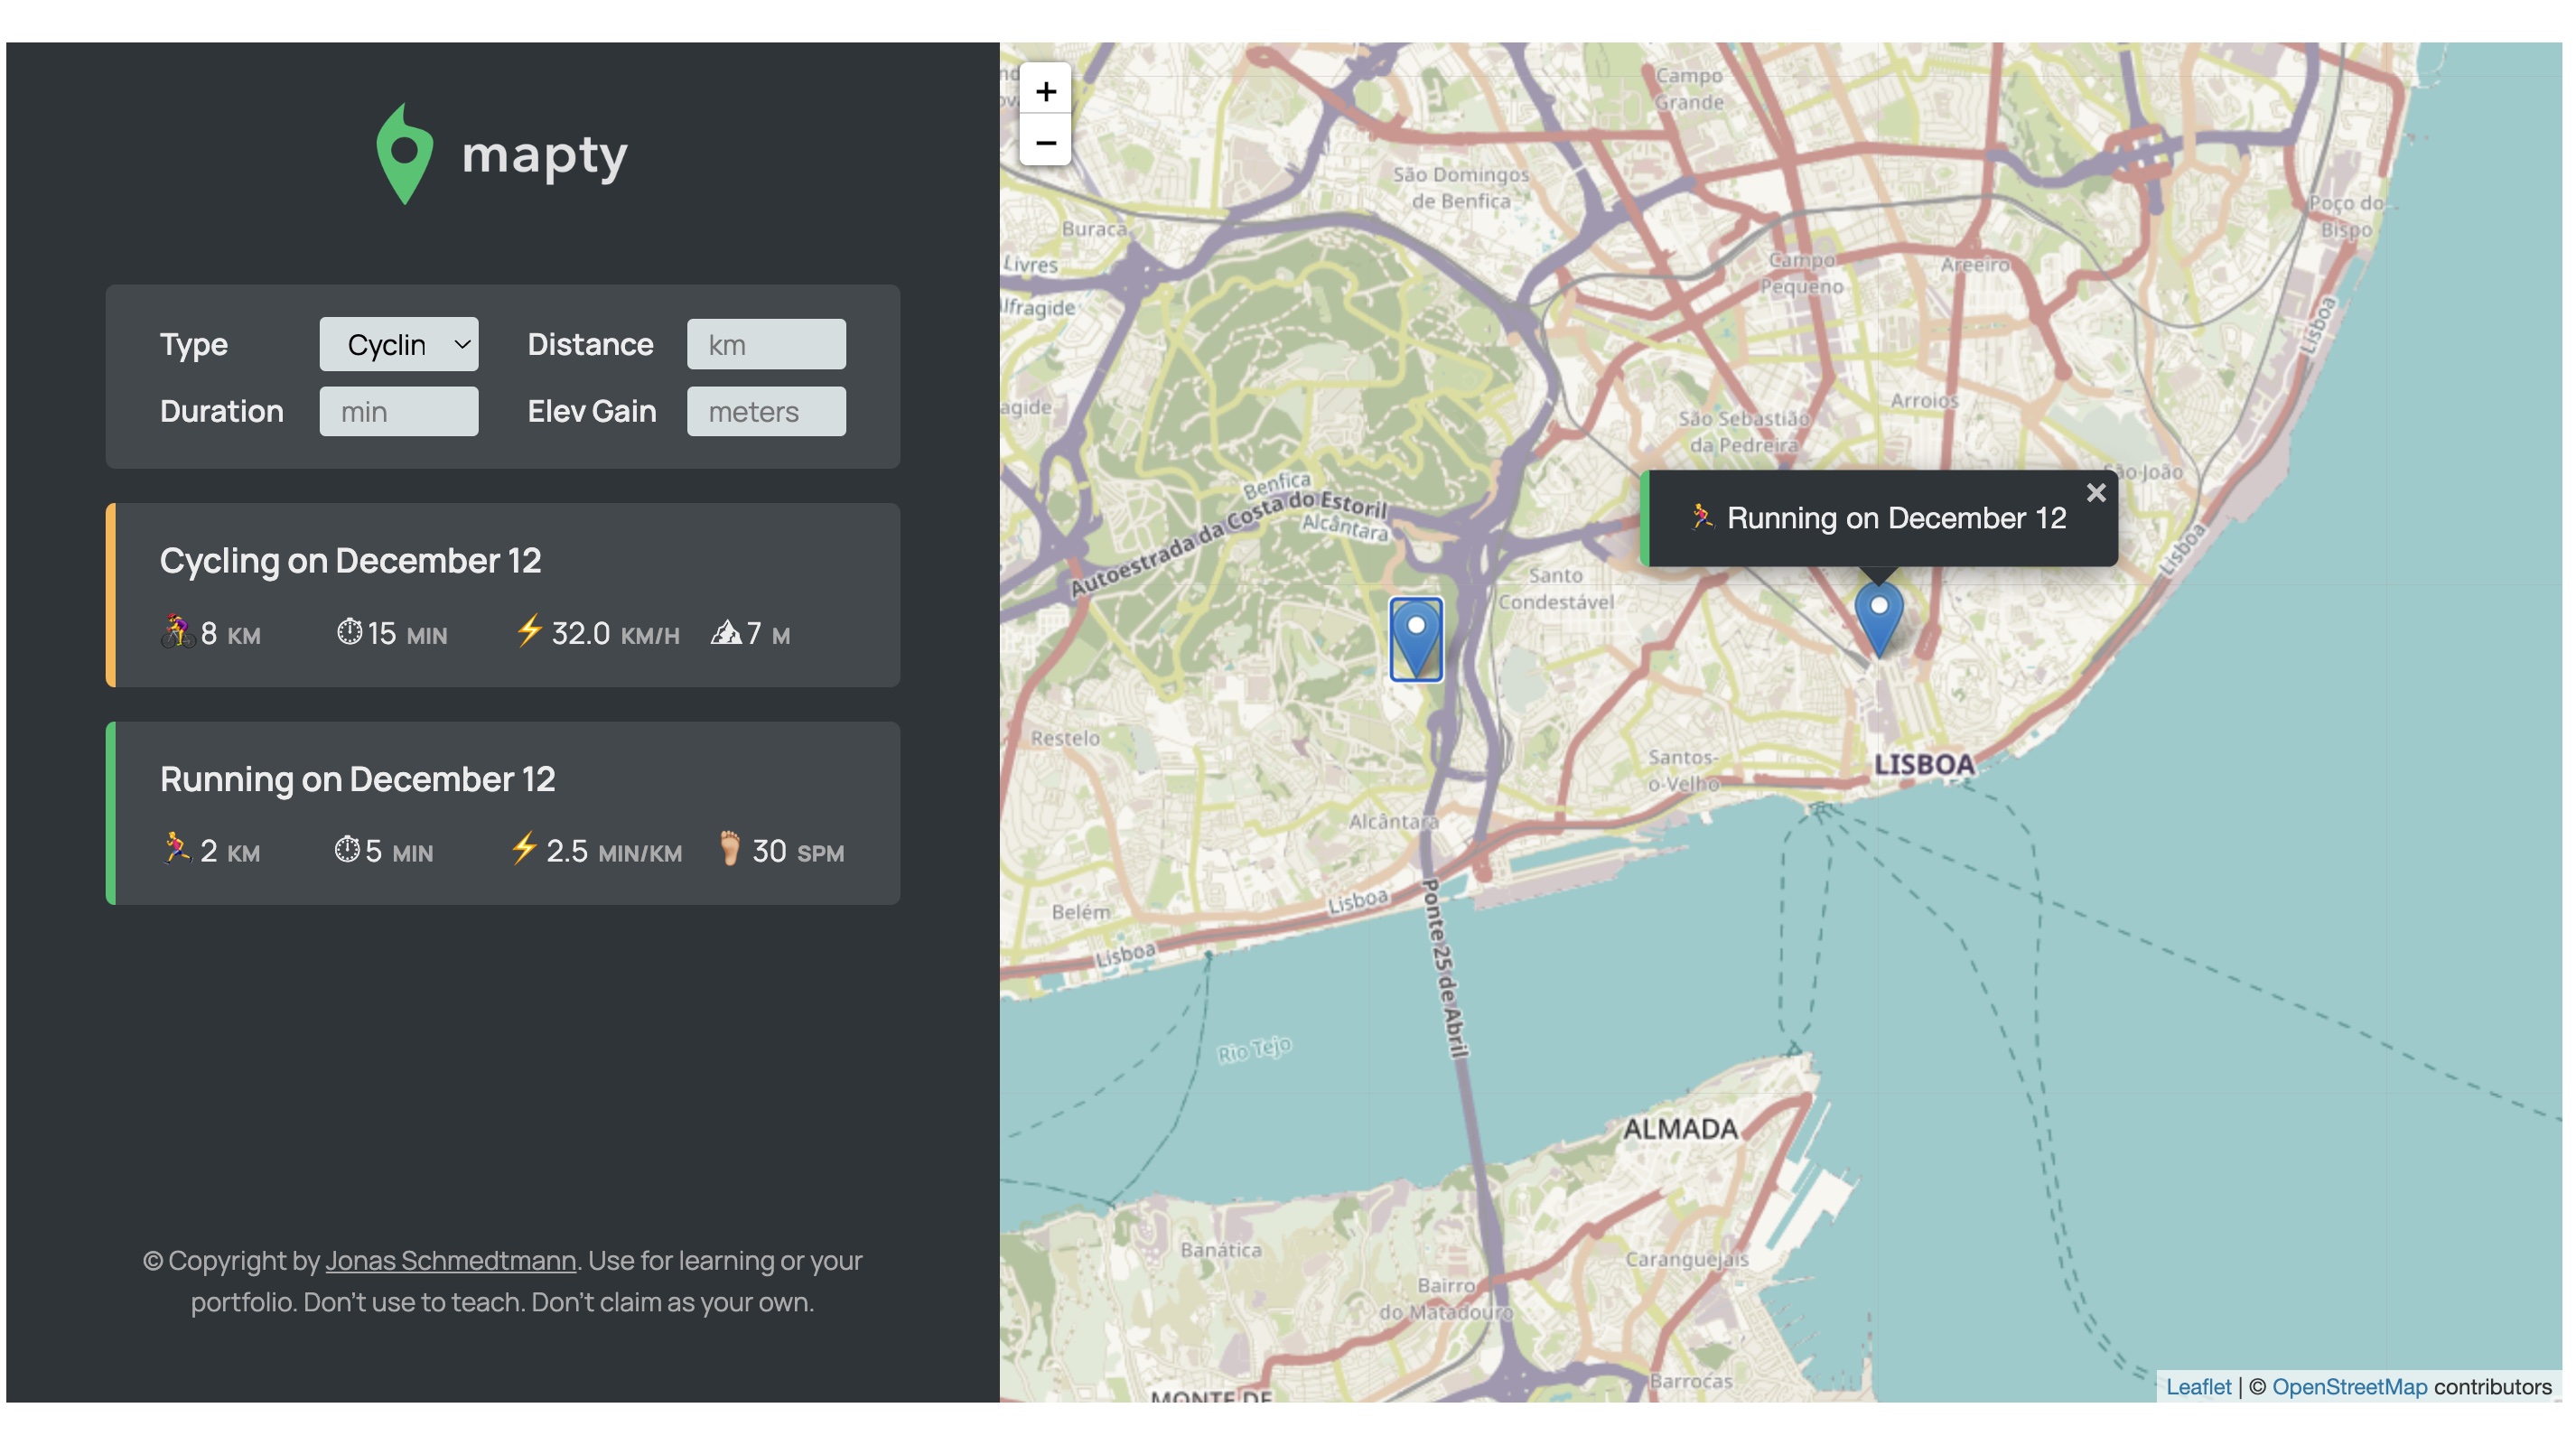 mapty
Type
Cyclin
Distance
km
Duration
min
Elev Gain
meters
Cycling on December 12
🚴‍♀️ 8 KM ⏱ 15 MIN ⚡️ 32.0 KM/H ⛰ 7 M
Running on December 12
🏃‍♂️ 2 KM ⏱ 5 MIN ⚡️ 2.5 MIN/KM 🦶🏼 30 SPM
© Copyright by Jonas Schmedtmann. Use for learning or your
portfolio. Don't use to teach. Don't claim as your own.
+
−
Campo
Grande
São Domingos
de Benfica
Buraca
Livres
lfragide
agide
Poço do
Bispo
Campo
Pequeno
Areeiro
Lisboa
Arroios
São Sebastião
da Pedreira
São João
Benfica
Autoestrada da Costa do Estoril
Alcântara
🏃‍♂️ Running on December 12
×
Lisboa
Santo
Condestável
Restelo
Santos-
o-Velho
LISBOA
Alcântara
Belém
Lisboa
Lisboa
Ponte 25 de Abril
Rio Tejo
ALMADA
Banática
Caranguejais
Bairro
do Matadouro
Barrocas
MONTE DE
Leaflet | © OpenStreetMap contributors